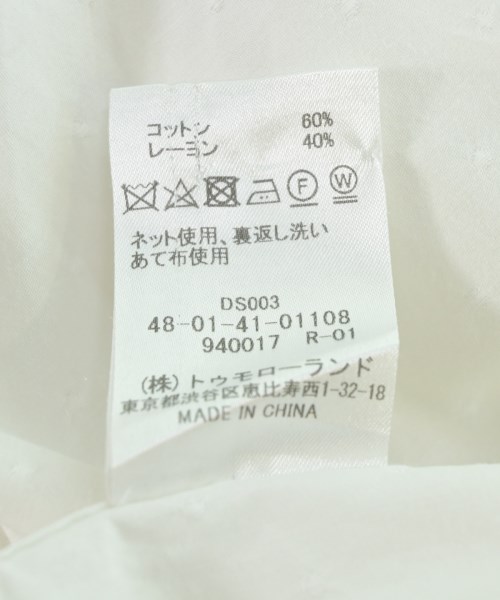 コットン 60%
レーヨン 40%
F W
ネット使用、裏返し洗い
あて布使用
DS003
48-01-41-01108
940017 R-01
(株)トゥモローランド
東京都渋谷区恵比寿西1-32-18
MADE IN CHINA